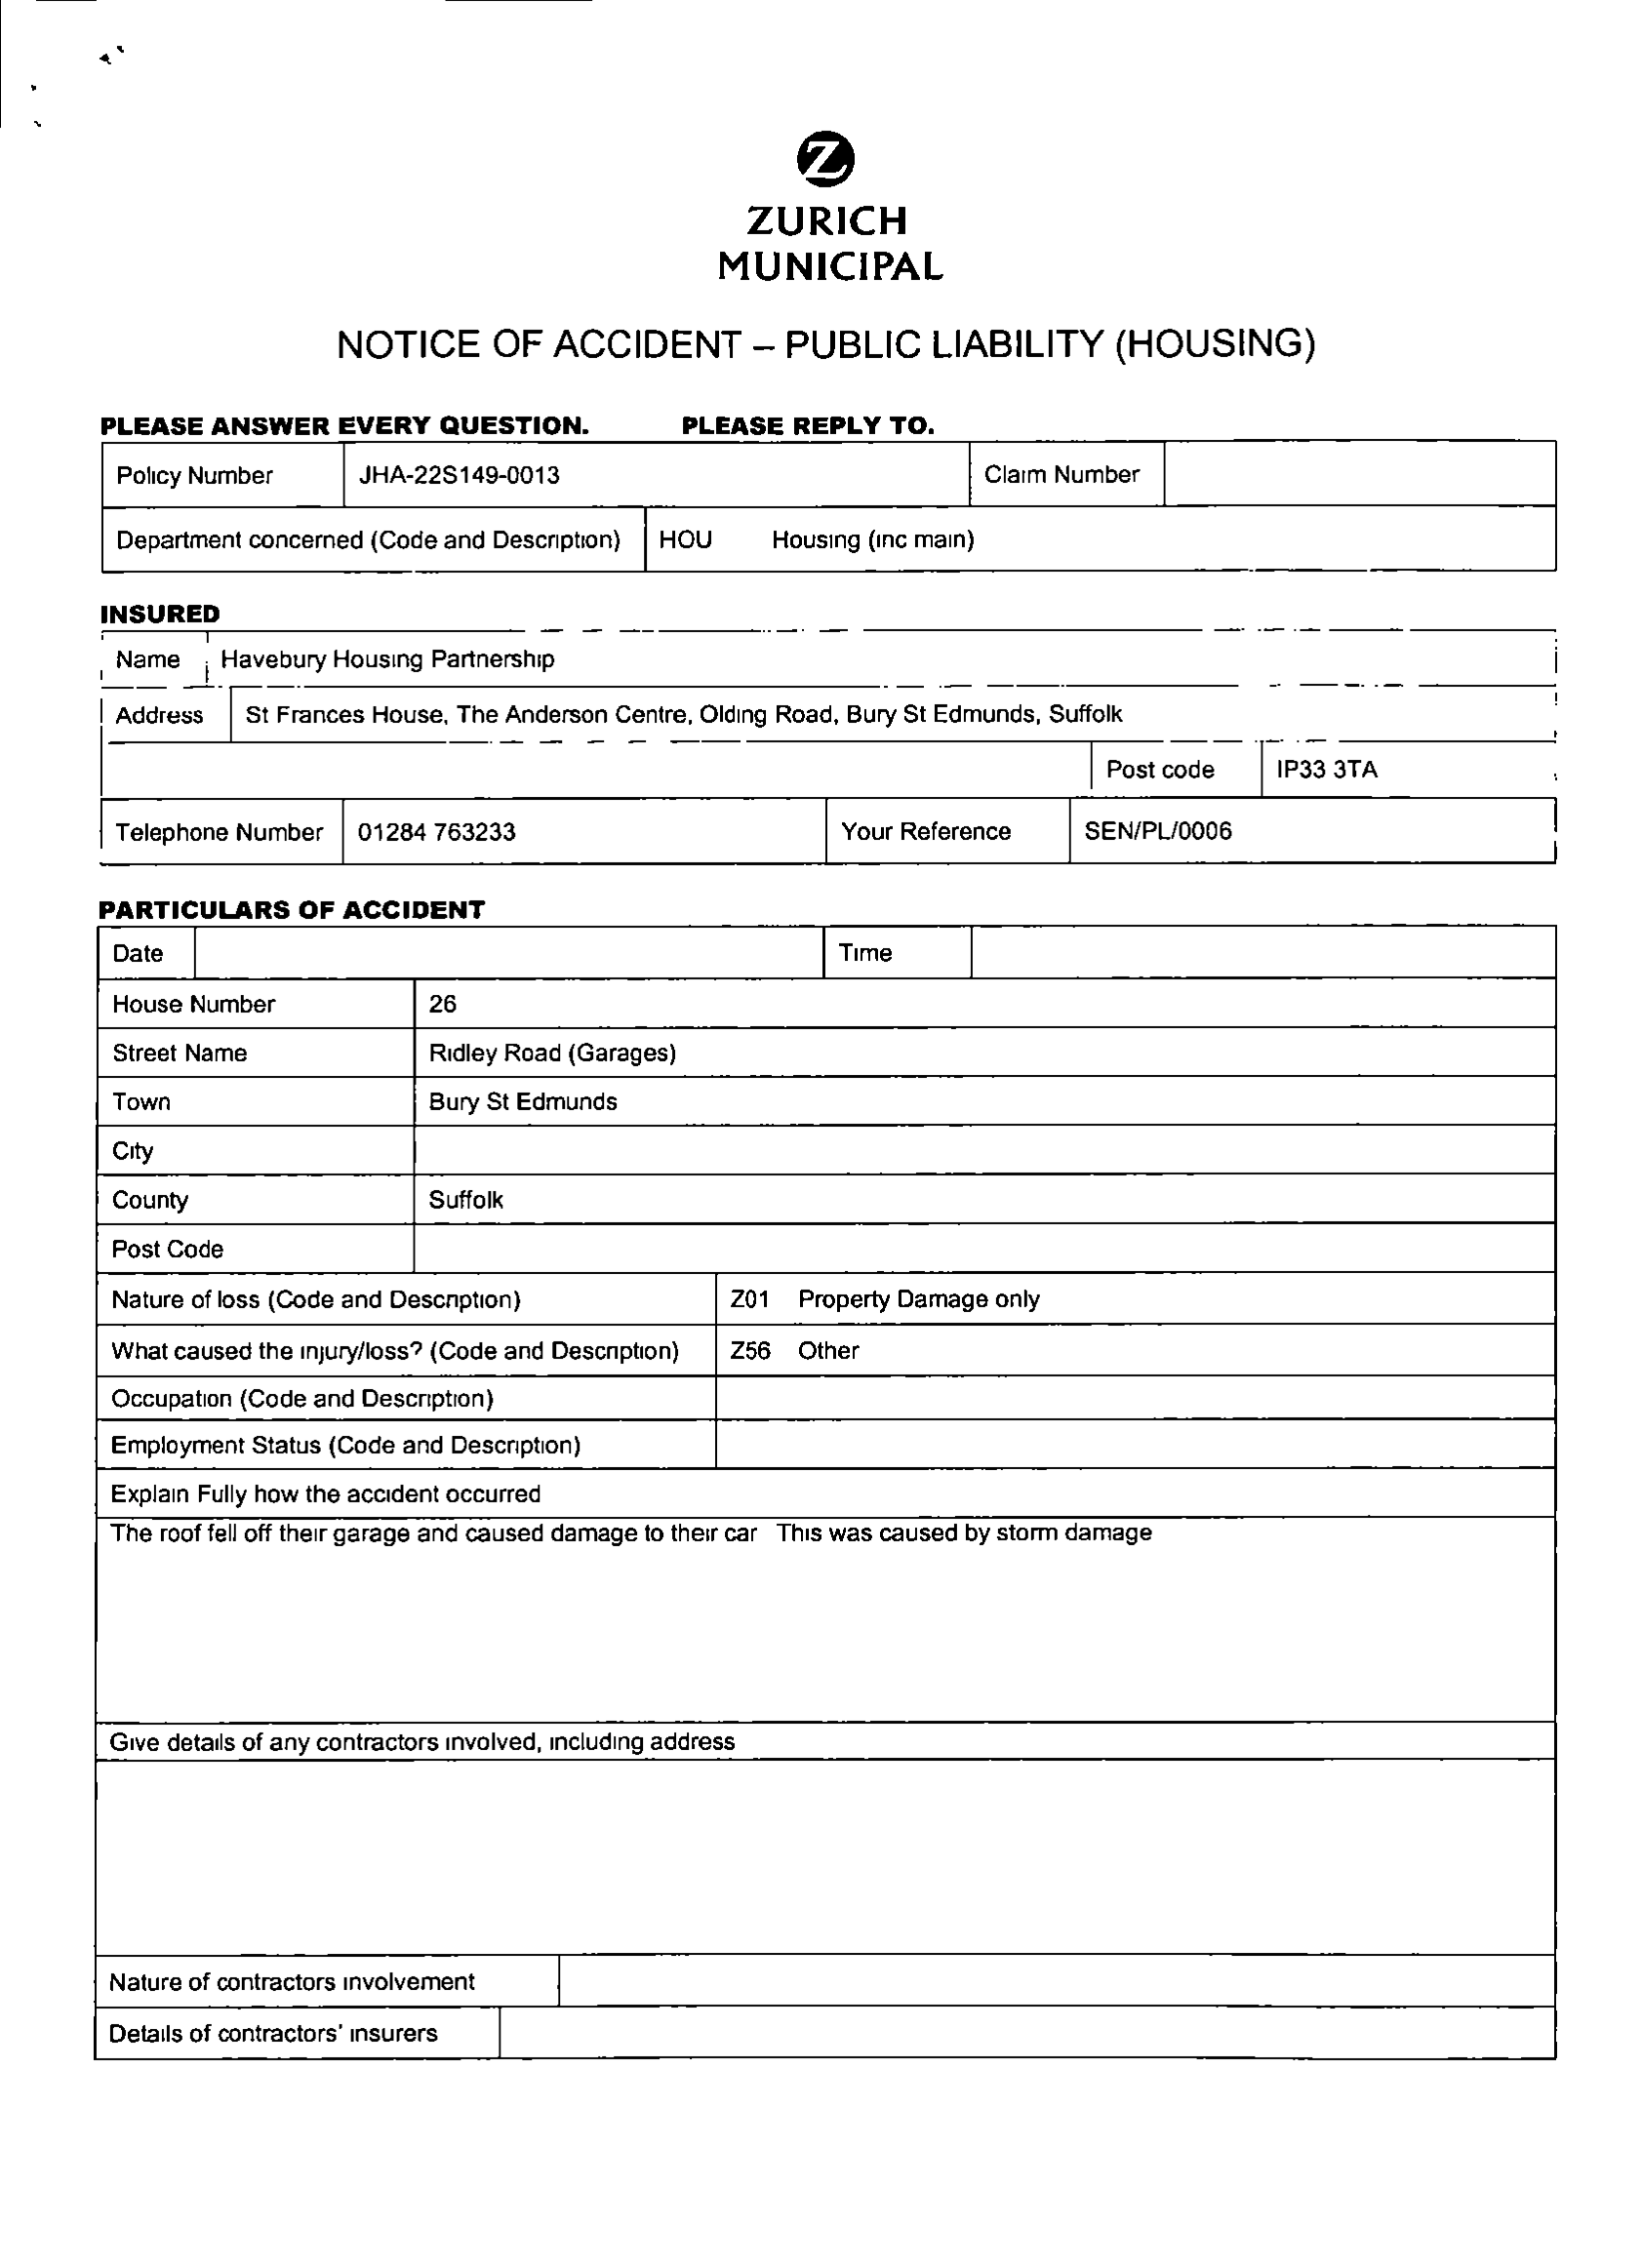 Z
ZURICH
MUNICIPAL
NOTICE OF ACCIDENT – PUBLIC LIABILITY (HOUSING)
PLEASE ANSWER EVERY QUESTION. PLEASE REPLY TO.
Policy Number JHA-22S149-0013 Claim Number
Department concerned (Code and Description) HOU Housing (inc main)
INSURED
Name Havebury Housing Partnership
Address St Frances House, The Anderson Centre, Olding Road, Bury St Edmunds, Suffolk
Post code IP33 3TA
Telephone Number 01284 763233 Your Reference SEN/PL/0006
PARTICULARS OF ACCIDENT
Date Time
House Number 26
Street Name Ridley Road (Garages)
Town Bury St Edmunds
City
County Suffolk
Post Code
Nature of loss (Code and Description) Z01 Property Damage only
What caused the injury/loss? (Code and Description) Z56 Other
Occupation (Code and Description)
Employment Status (Code and Description)
Explain Fully how the accident occurred
The roof fell off their garage and caused damage to their car This was caused by storm damage
Give details of any contractors involved, including address
Nature of contractors involvement
Details of contractors' insurers